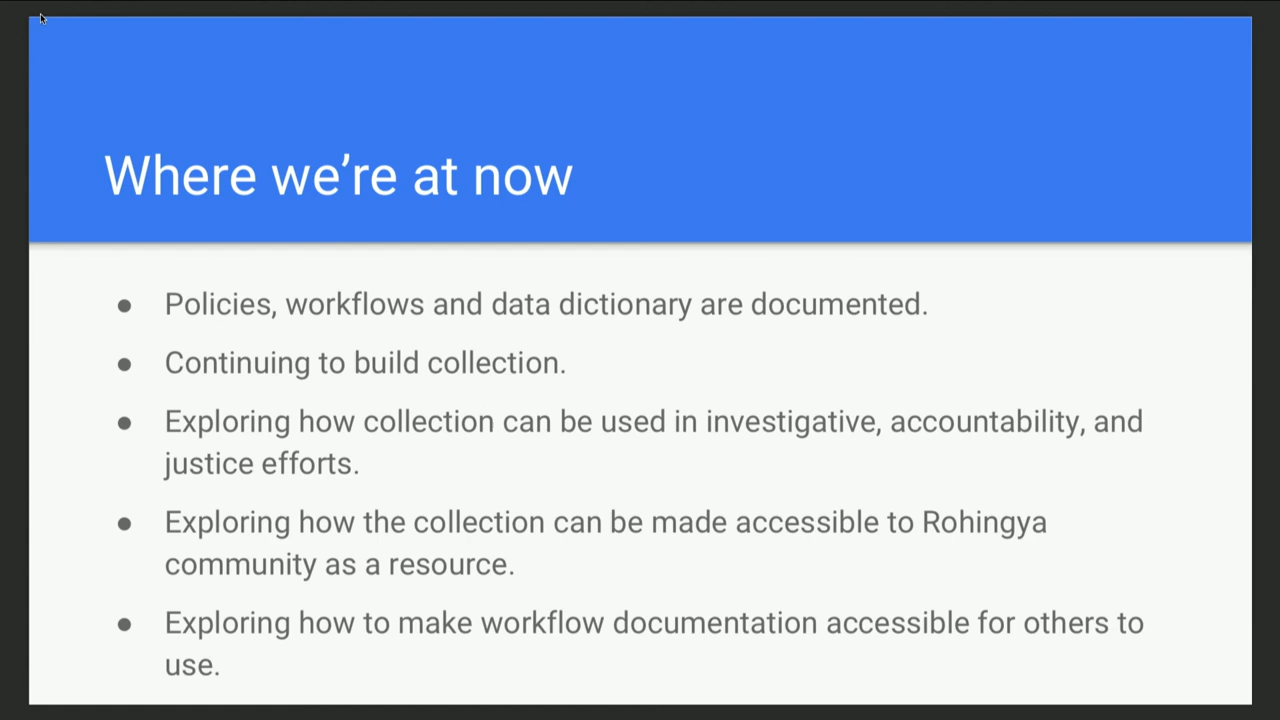 Where we’re at now
● Policies, workflows and data dictionary are documented.
● Continuing to build collection.
● Exploring how collection can be used in investigative, accountability, and
justice efforts.
● Exploring how the collection can be made accessible to Rohingya
community as a resource.
● Exploring how to make workflow documentation accessible for others to
use.